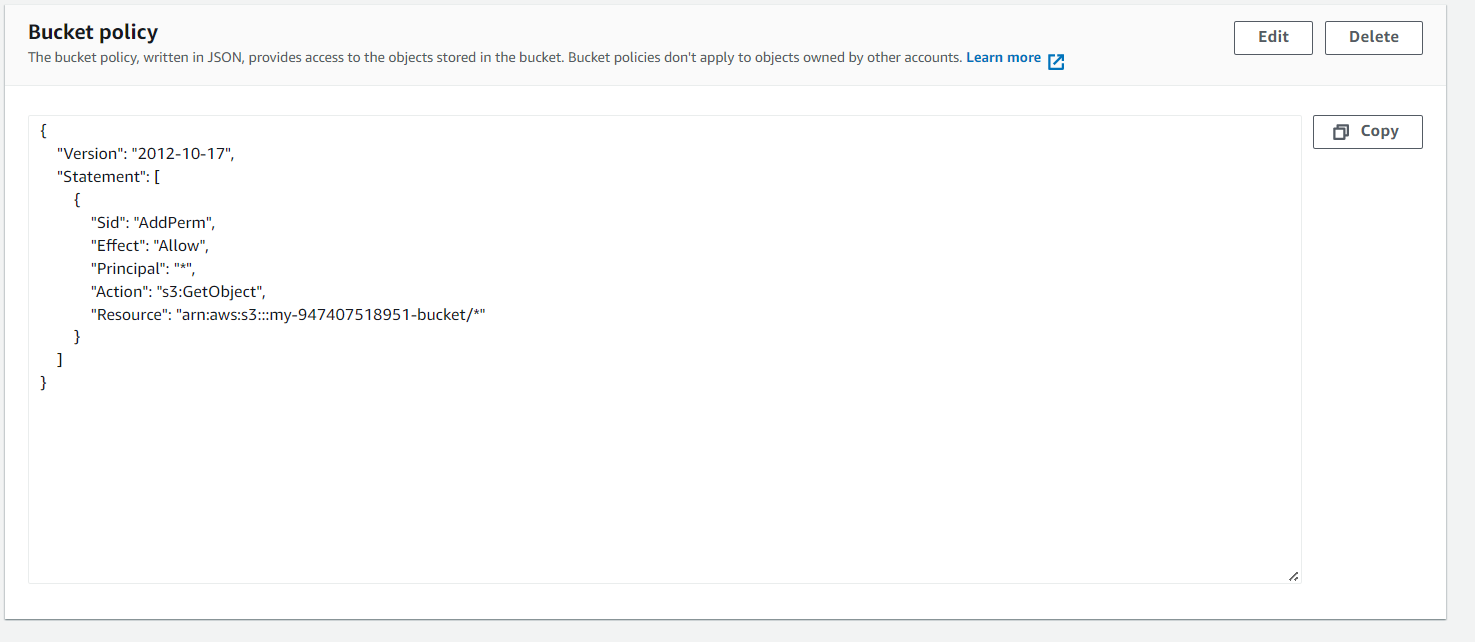 Bucket policy
Edit
Delete
The bucket policy, written in JSON, provides access to the objects stored in the bucket. Bucket policies don't apply to objects owned by other accounts. Learn more
Copy
{
    "Version": "2012-10-17",
    "Statement": [
        {
            "Sid": "AddPerm",
            "Effect": "Allow",
            "Principal": "*",
            "Action": "s3:GetObject",
            "Resource": "arn:aws:s3:::my-947407518951-bucket/*"
        }
    ]
}